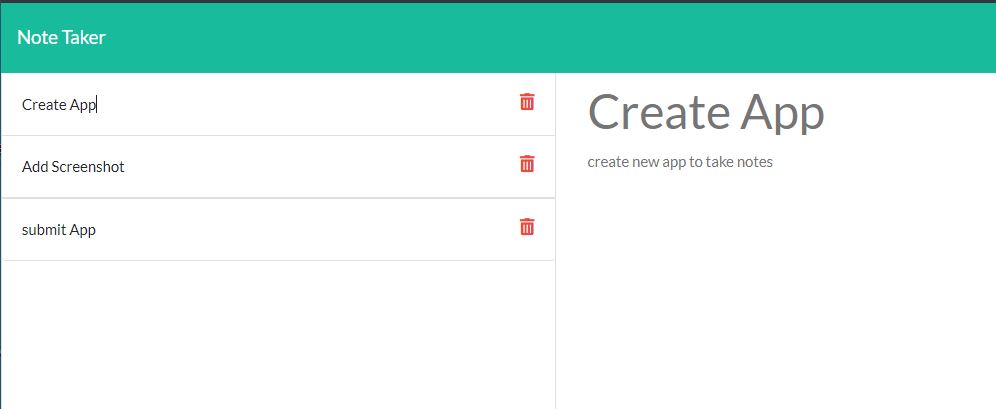 Note Taker
Create App
Add Screenshot
submit App
Create App
create new app to take notes